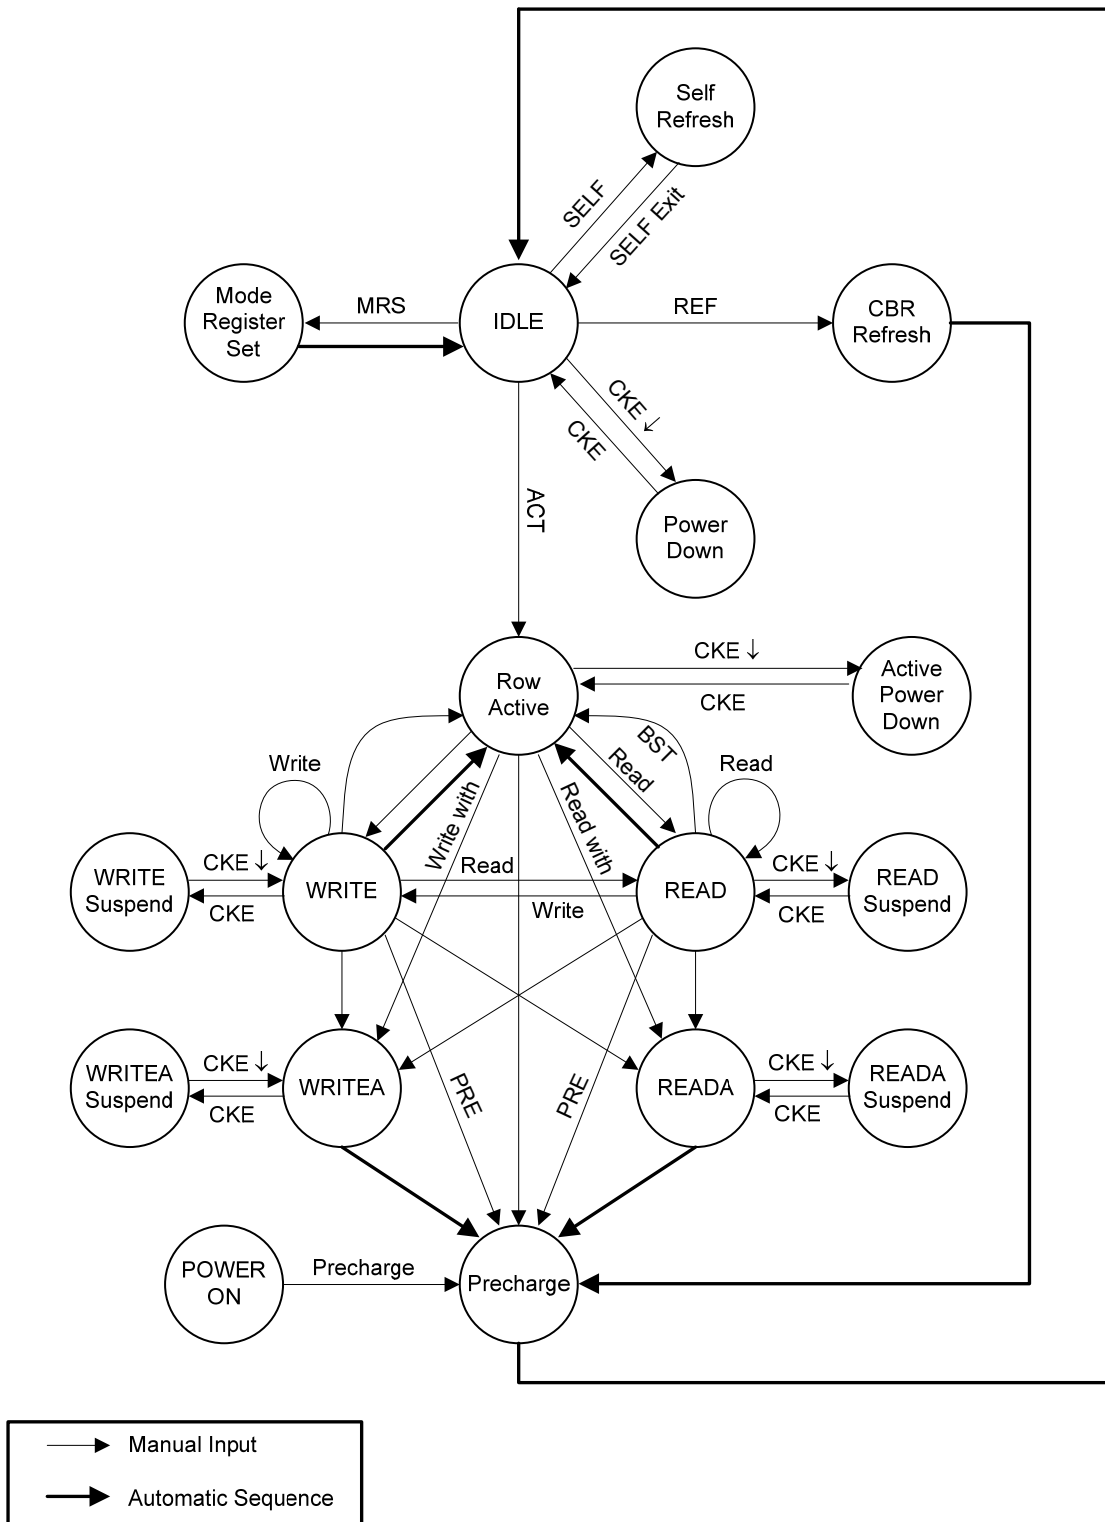 Self
Refresh
SELF
SELF Exit
Mode
Register
Set
MRS
IDLE
REF
CBR
Refresh
CKE ↓
CKE
ACT
Power
Down
Row
Active
CKE ↓
CKE
Active
Power
Down
BST
Read
Write
Read
Write with
Read with
WRITE
Suspend
CKE ↓
CKE
WRITE
Read
Write
READ
CKE ↓
CKE
READ
Suspend
WRITEA
Suspend
CKE ↓
CKE
WRITEA
PRE
PRE
READA
CKE ↓
CKE
READA
Suspend
POWER
ON
Precharge
Precharge
Manual Input
Automatic Sequence